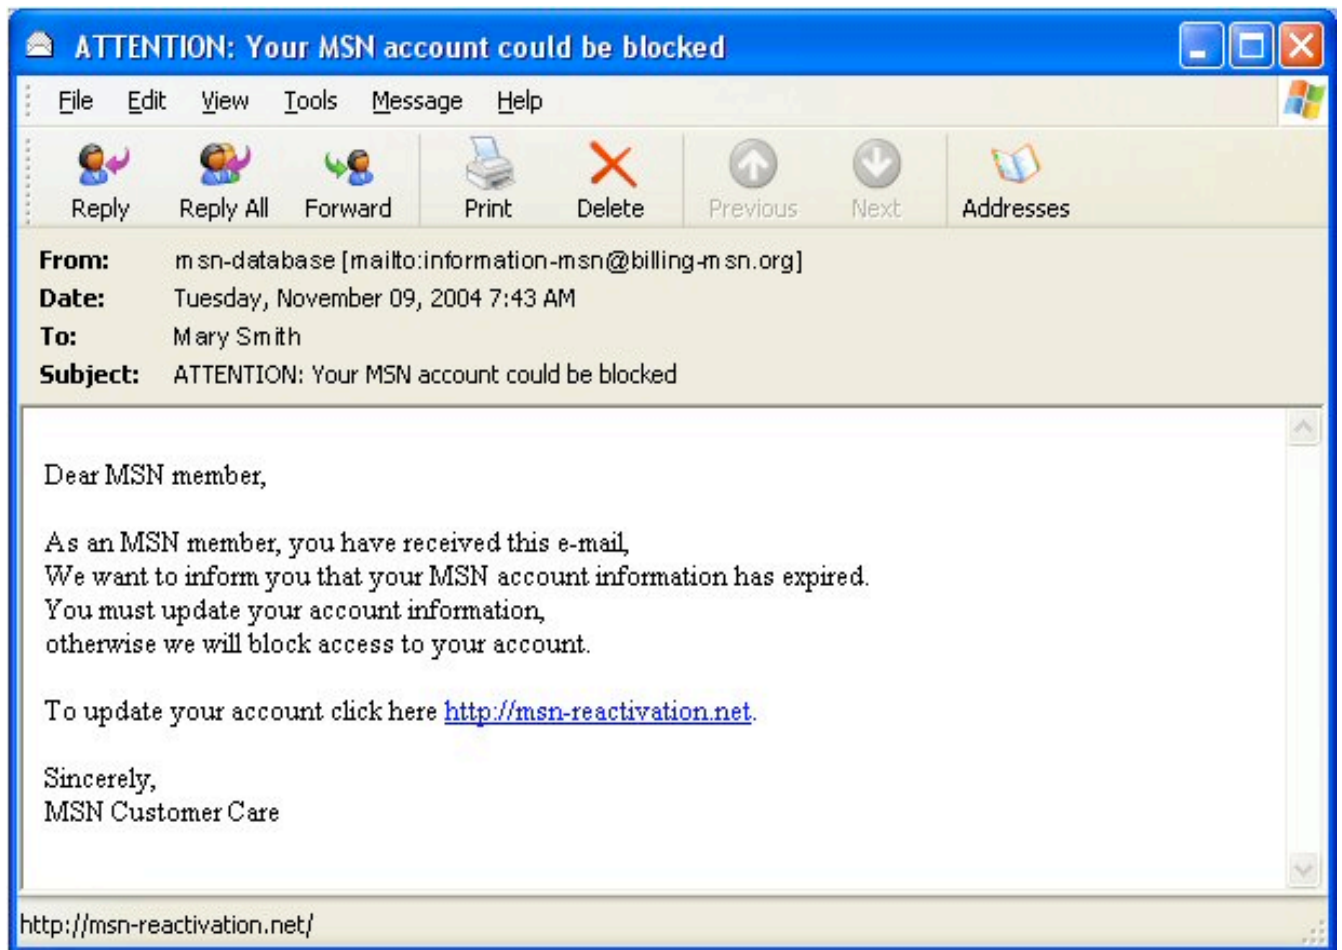 ATTENTION: Your MSN account could be blocked
File Edit View Tools Message Help
Reply Reply All Forward Print Delete Previous Next Addresses
From: msn-database [mailto:information-msn@billing-msn.org]
Date: Tuesday, November 09, 2004 7:43 AM
To: Mary Smith
Subject: ATTENTION: Your MSN account could be blocked
Dear MSN member,
As an MSN member, you have received this e-mail,
We want to inform you that your MSN account information has expired.
You must update your account information,
otherwise we will block access to your account.
To update your account click here http://msn-reactivation.net.
Sincerely,
MSN Customer Care
http://msn-reactivation.net/